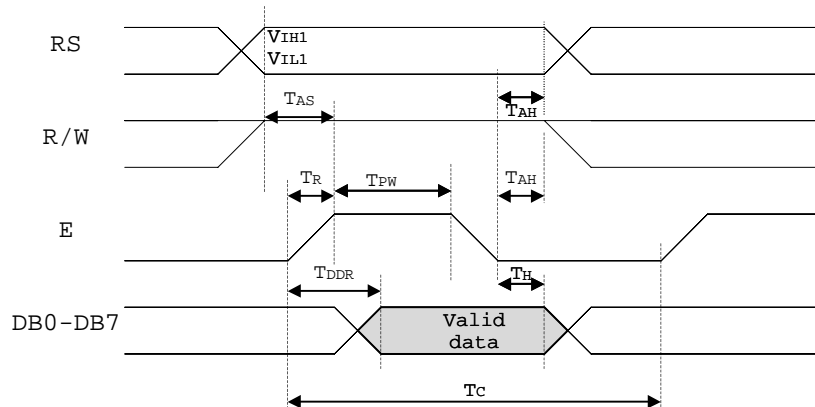 RS
VIH1
VIL1
TAS
TAH
R/W
TR
TPW
TAH
E
TDDR
TH
DB0-DB7
Valid
data
TC